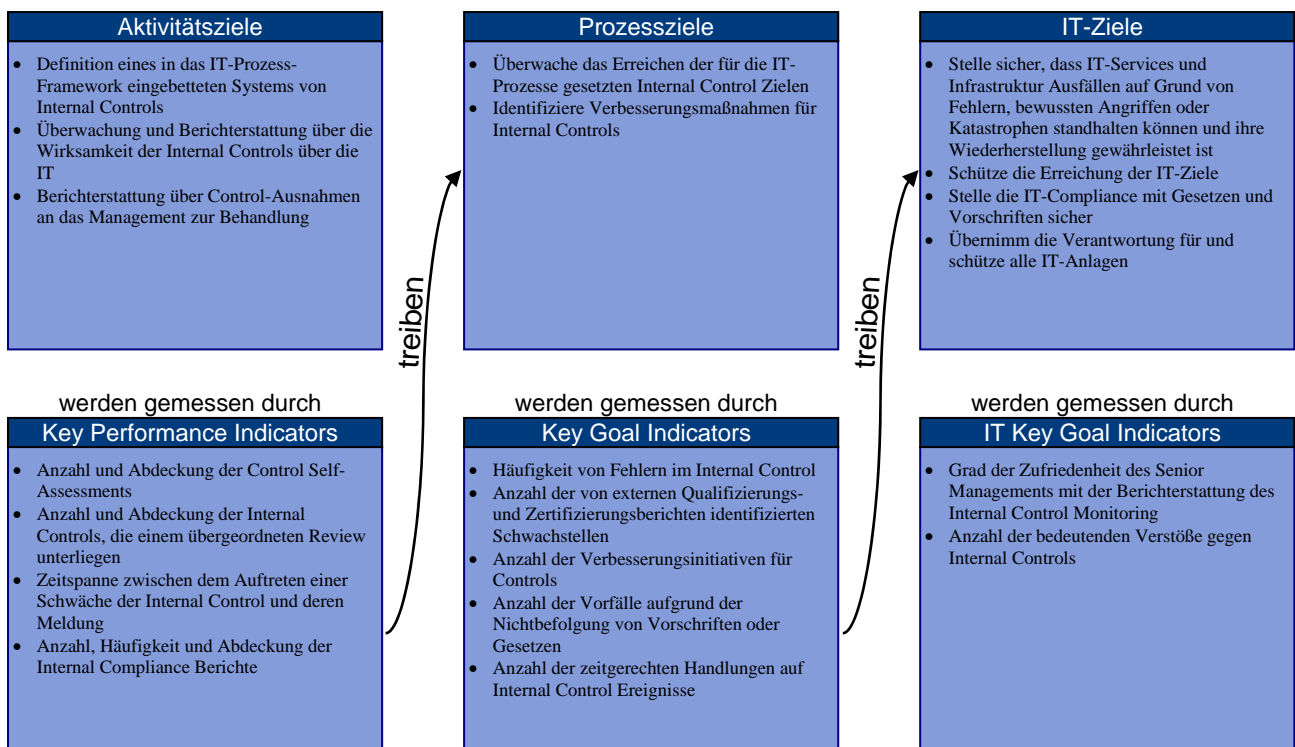 Aktivitätsziele
• Definition eines in das IT-Prozess-
Framework eingebetteten Systems von
Internal Controls
• Überwachung und Berichterstattung über die
Wirksamkeit der Internal Controls über die
IT
• Berichterstattung über Control-Ausnahmen
an das Management zur Behandlung
Prozessziele
• Überwache das Erreichen der für die IT-
Prozesse gesetzten Internal Control Zielen
• Identifiziere Verbesserungsmaßnahmen für
Internal Controls
IT-Ziele
• Stelle sicher, dass IT-Services und
Infrastruktur Ausfällen auf Grund von
Fehlern, bewussten Angriffen oder
Katastrophen standhalten können und ihre
Wiederherstellung gewährleistet ist
• Schütze die Erreichung der IT-Ziele
• Stelle die IT-Compliance mit Gesetzen und
Vorschriften sicher
• Übernimm die Verantwortung für und
schütze alle IT-Anlagen
treiben
treiben
werden gemessen durch
Key Performance Indicators
• Anzahl und Abdeckung der Control Self-
Assessments
• Anzahl und Abdeckung der Internal
Controls, die einem übergeordneten Review
unterliegen
• Zeitspanne zwischen dem Auftreten einer
Schwäche der Internal Control und deren
Meldung
• Anzahl, Häufigkeit und Abdeckung der
Internal Compliance Berichte
werden gemessen durch
Key Goal Indicators
• Häufigkeit von Fehlern im Internal Control
• Anzahl der von externen Qualifizierungs-
und Zertifizierungsberichten identifizierten
Schwachstellen
• Anzahl der Verbesserungsinitiativen für
Controls
• Anzahl der Vorfälle aufgrund der
Nichtbefolgung von Vorschriften oder
Gesetzen
• Anzahl der zeitgerechten Handlungen auf
Internal Control Ereignisse
werden gemessen durch
IT Key Goal Indicators
• Grad der Zufriedenheit des Senior
Managements mit der Berichterstattung des
Internal Control Monitoring
• Anzahl der bedeutenden Verstöße gegen
Internal Controls